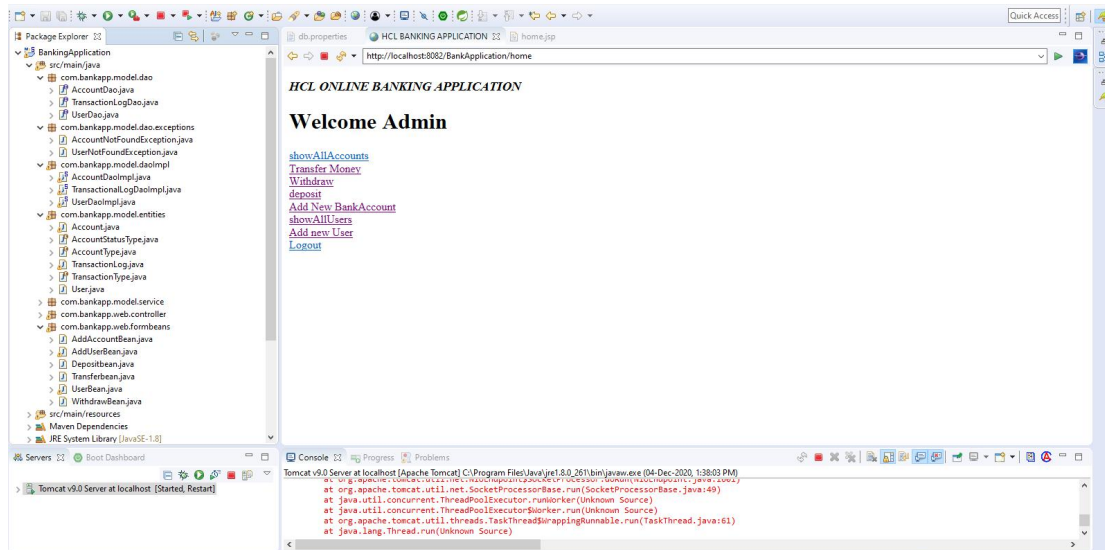 Quick Access
Package Explorer
BankingApplication
src/main/java
com.bankapp.model.dao
AccountDao.java
TransactionLogDao.java
UserDao.java
com.bankapp.model.dao.exceptions
AccountNotFoundException.java
UserNotFoundException.java
com.bankapp.model.daoImpl
AccountDaoImpl.java
TransactionalLogDaoImpl.java
UserDaoImpl.java
com.bankapp.model.entities
Account.java
AccountStatusType.java
AccountType.java
TransactionLog.java
TransactionType.java
User.java
com.bankapp.model.service
com.bankapp.web.controller
com.bankapp.web.formbeans
AddAccountBean.java
AddUserBean.java
Depositbean.java
Transferbean.java
UserBean.java
WithdrawBean.java
src/main/resources
Maven Dependencies
JRE System Library [JavaSE-1.8]
db.properties HCL BANKING APPLICATION home.jsp
http://localhost:8082/BankApplication/home
HCL ONLINE BANKING APPLICATION
Welcome Admin
showAllAccounts
Transfer Money
Withdraw
deposit
Add New BankAccount
showAllUsers
Add new User
Logout
Servers Boot Dashboard
Tomcat v9.0 Server at localhost [Started, Restart]
Console Progress Problems
Tomcat v9.0 Server at localhost [Apache Tomcat] C:\Program Files\Java\jre1.8.0_261\bin\javaw.exe (04-Dec-2020, 1:38:03 PM)
at org.apache.tomcat.util.net.SocketProcessorBase.run(SocketProcessorBase.java:49)
at java.util.concurrent.ThreadPoolExecutor.runWorker(Unknown Source)
at java.util.concurrent.ThreadPoolExecutor$Worker.run(Unknown Source)
at org.apache.tomcat.util.threads.TaskThread$WrappingRunnable.run(TaskThread.java:61)
at java.lang.Thread.run(Unknown Source)